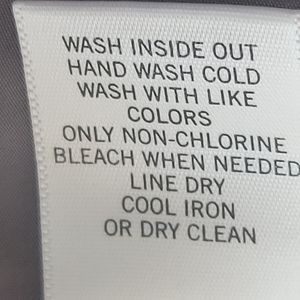 WASH INSIDE OUT
HAND WASH COLD
WASH WITH LIKE
COLORS
ONLY NON-CHLORINE
BLEACH WHEN NEEDED
LINE DRY
COOL IRON
OR DRY CLEAN